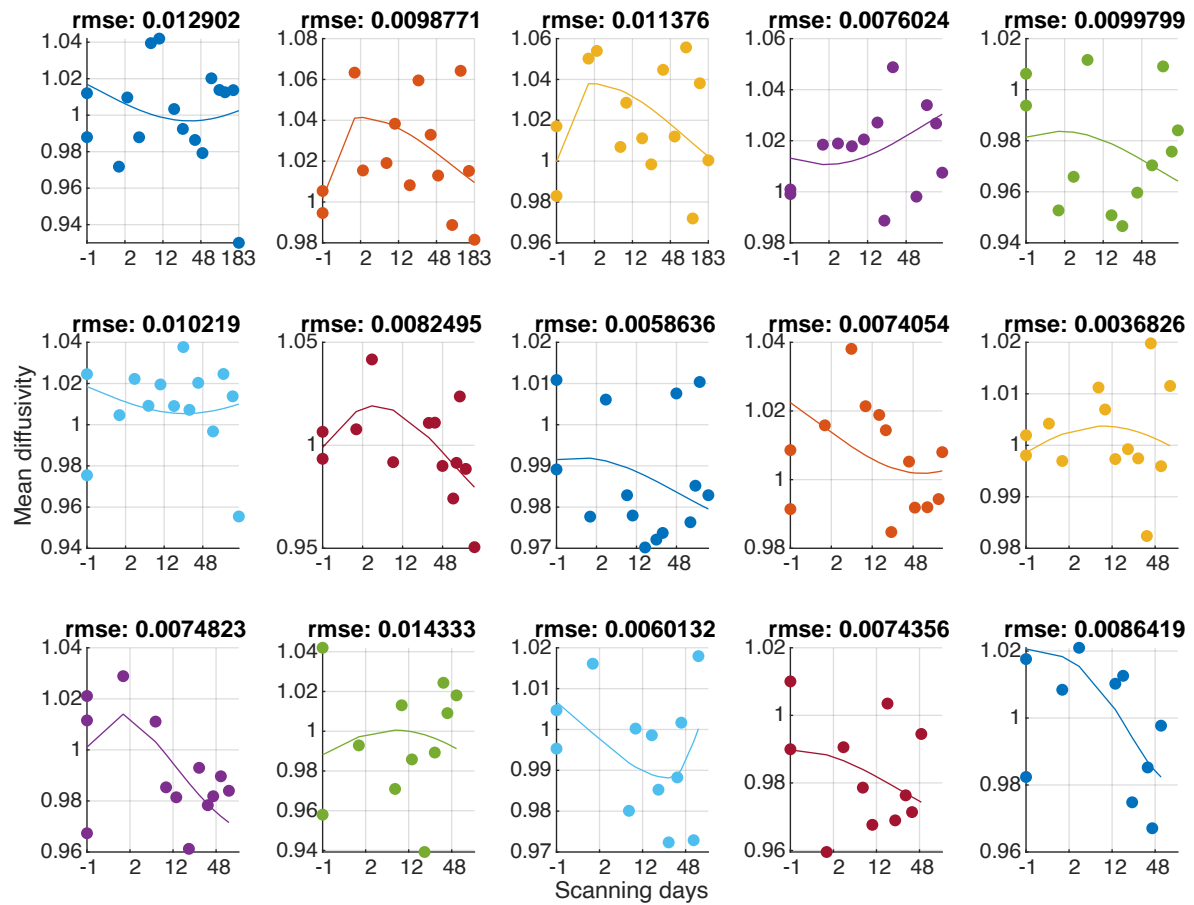 rmse: 0.012902 rmse: 0.0098771 rmse: 0.011376 rmse: 0.0076024 rmse: 0.0099799
1.04 1.02 1 0.98 0.96 0.94
-1 2 12 48 183
1.08 1.06 1.04 1.02 1 0.98
-1 2 12 48 183
1.06 1.04 1.02 1 0.98 0.96
-1 2 12 48 183
1.06 1.04 1.02 1 0.98
-1 2 12 48
1.02 1 0.98 0.96 0.94
-1 2 12 48
rmse: 0.010219 rmse: 0.0082495 rmse: 0.0058636 rmse: 0.0074054 rmse: 0.0036826
Mean diffusivity
1.04 1.02 1 0.98 0.96 0.94
-1 2 12 48
1.05 1 0.95
-1 2 12 48
1.02 1.01 1 0.99 0.98 0.97
-1 2 12 48
1.04 1.02 1 0.98
-1 2 12 48
1.02 1.01 1 0.99 0.98
-1 2 12 48
rmse: 0.0074823 rmse: 0.014333 rmse: 0.0060132 rmse: 0.0074356 rmse: 0.0086419
1.04 1.02 1 0.98 0.96
-1 2 12 48
1.04 1.02 1 0.98 0.96 0.94
-1 2 12 48
1.02 1.01 1 0.99 0.98 0.97
-1 2 12 48
1.02 1 0.98 0.96
-1 2 12 48
1.02 1 0.98 0.96
-1 2 12 48
Scanning days